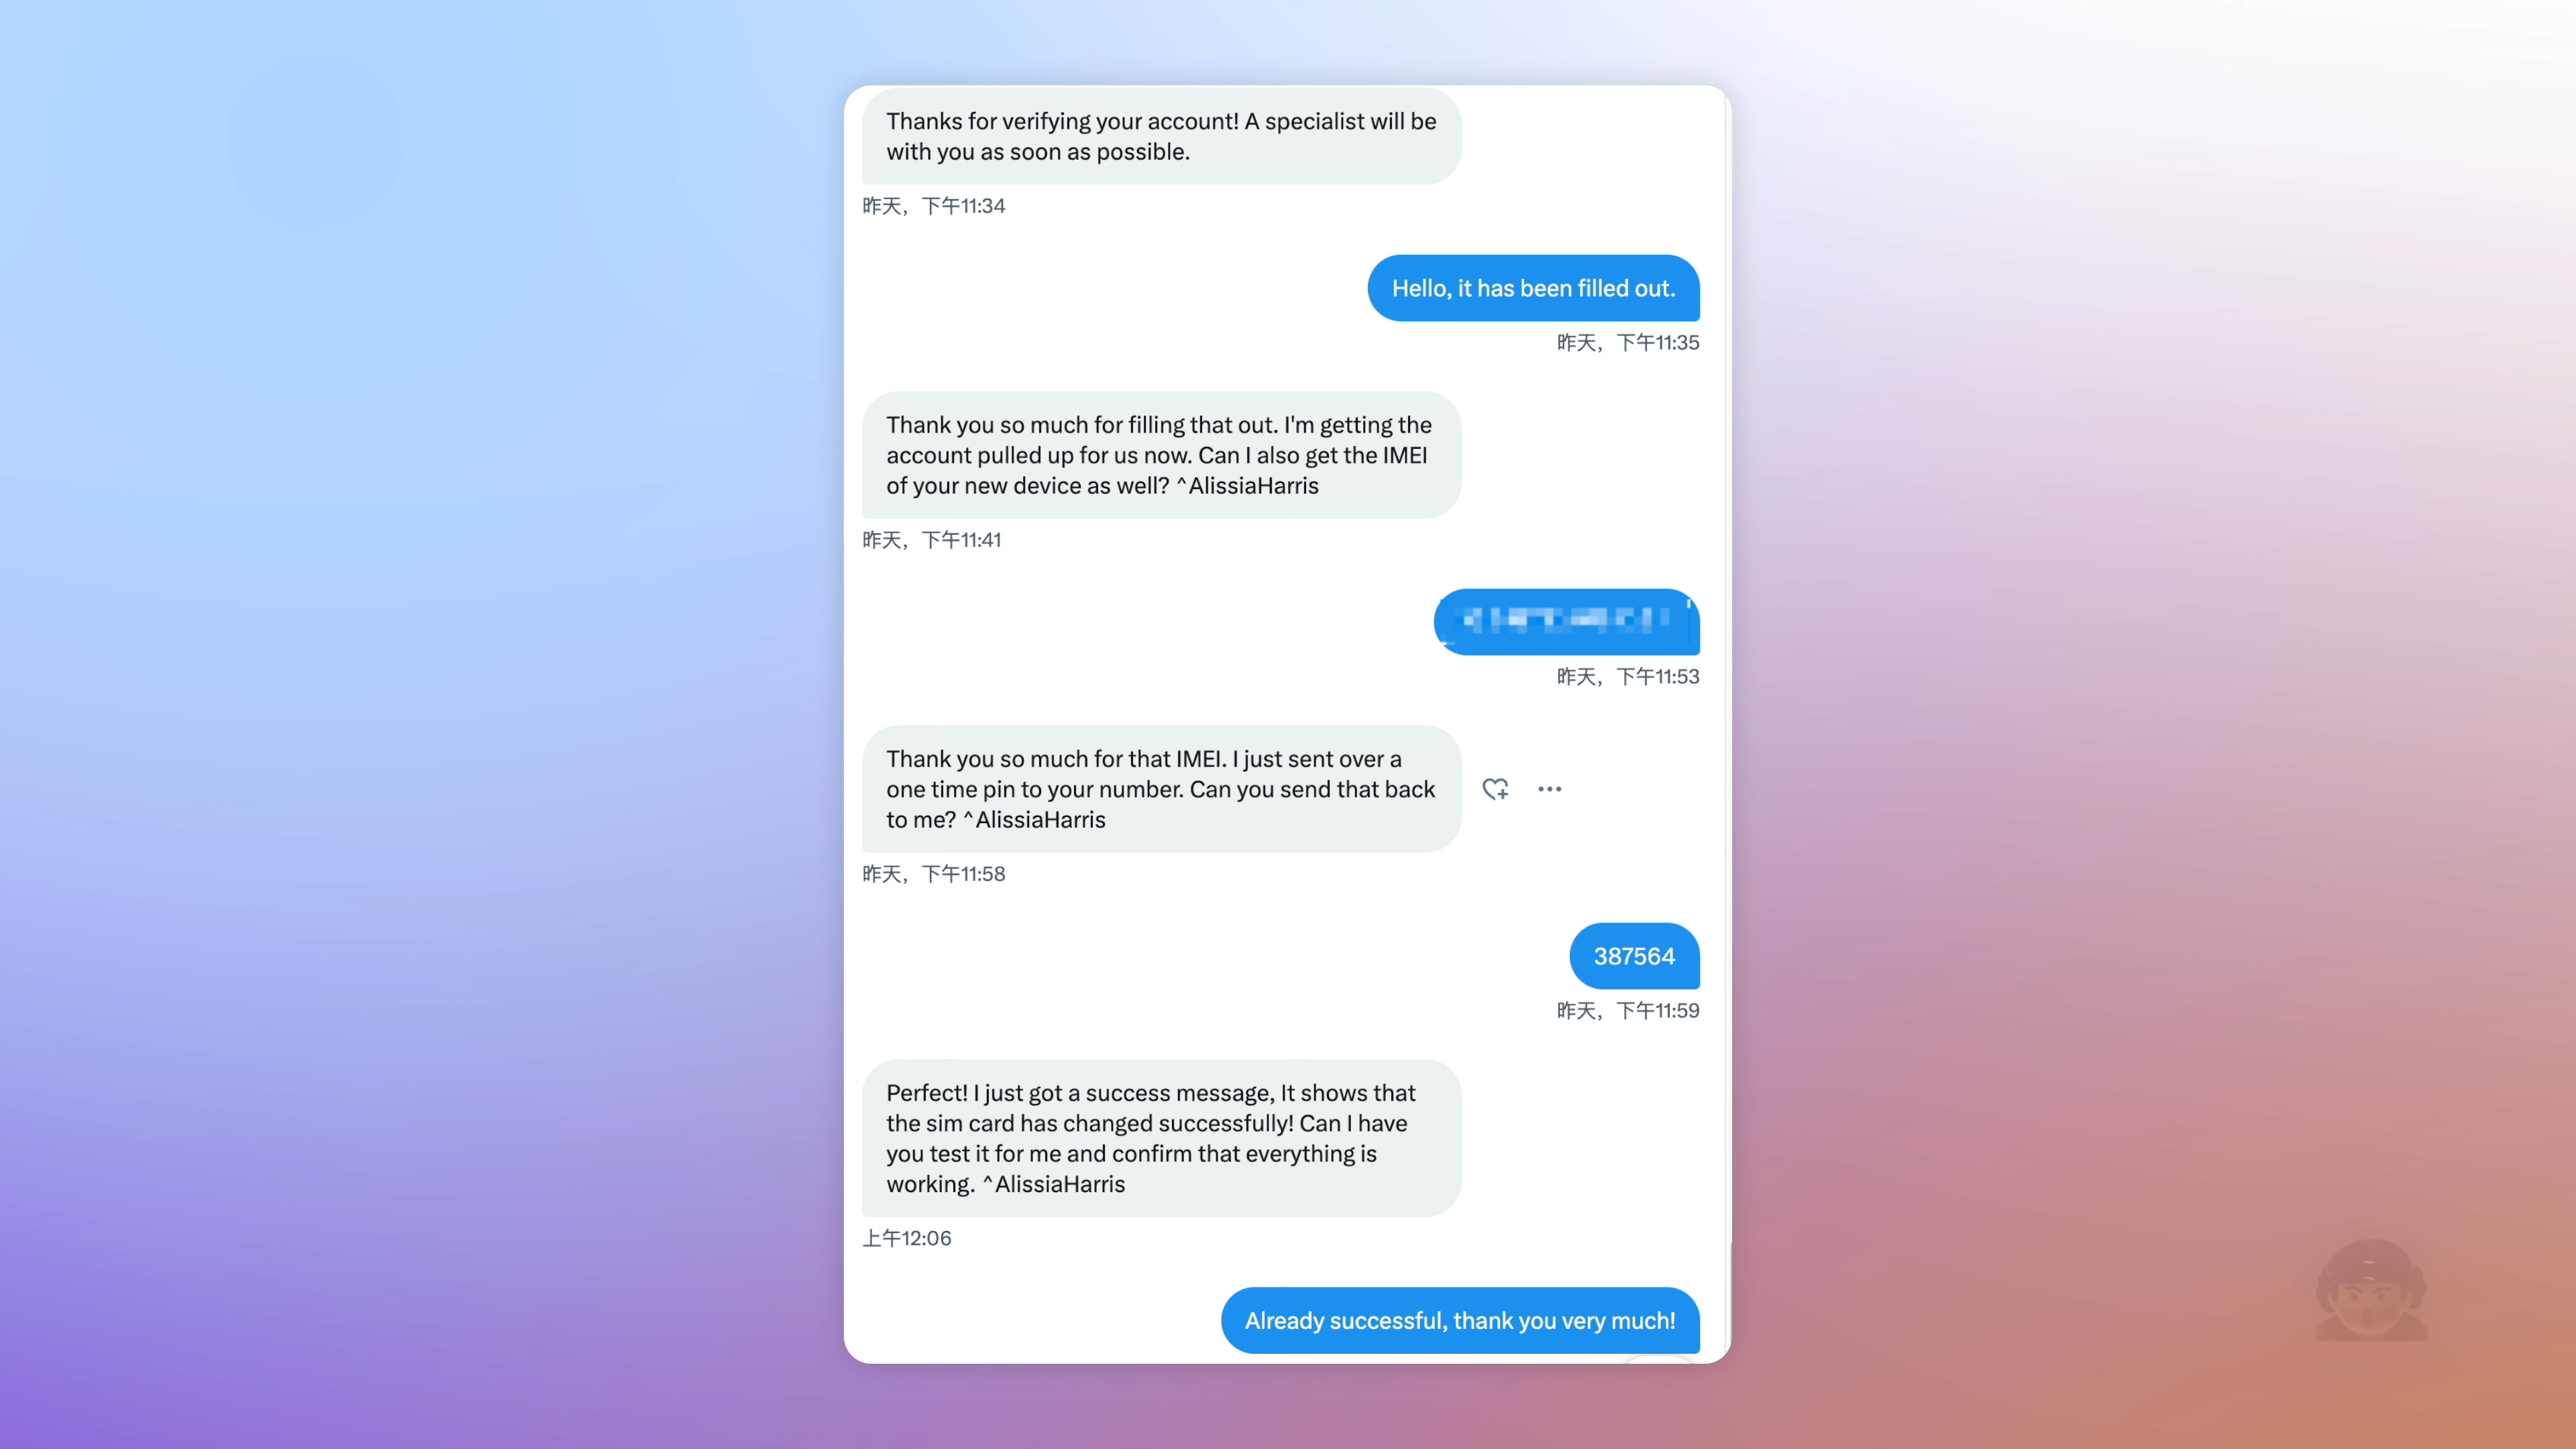 Thanks for verifying your account! A specialist will be
with you as soon as possible.
昨天，下午11:34
Hello, it has been filled out.
昨天，下午11:35
Thank you so much for filling that out. I'm getting the
account pulled up for us now. Can I also get the IMEI
of your new device as well? ^AlissiaHarris
昨天，下午11:41
昨天，下午11:53
Thank you so much for that IMEI. I just sent over a
one time pin to your number. Can you send that back
to me? ^AlissiaHarris
昨天，下午11:58
387564
昨天，下午11:59
Perfect! I just got a success message, It shows that
the sim card has changed successfully! Can I have
you test it for me and confirm that everything is
working. ^AlissiaHarris
上午12:06
Already successful, thank you very much!